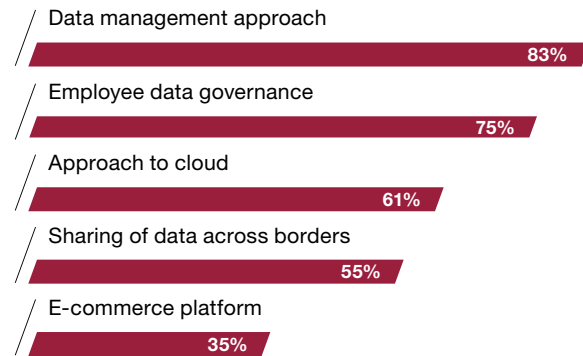 Data management approach
83%
Employee data governance
75%
Approach to cloud
61%
Sharing of data across borders
55%
E-commerce platform
35%